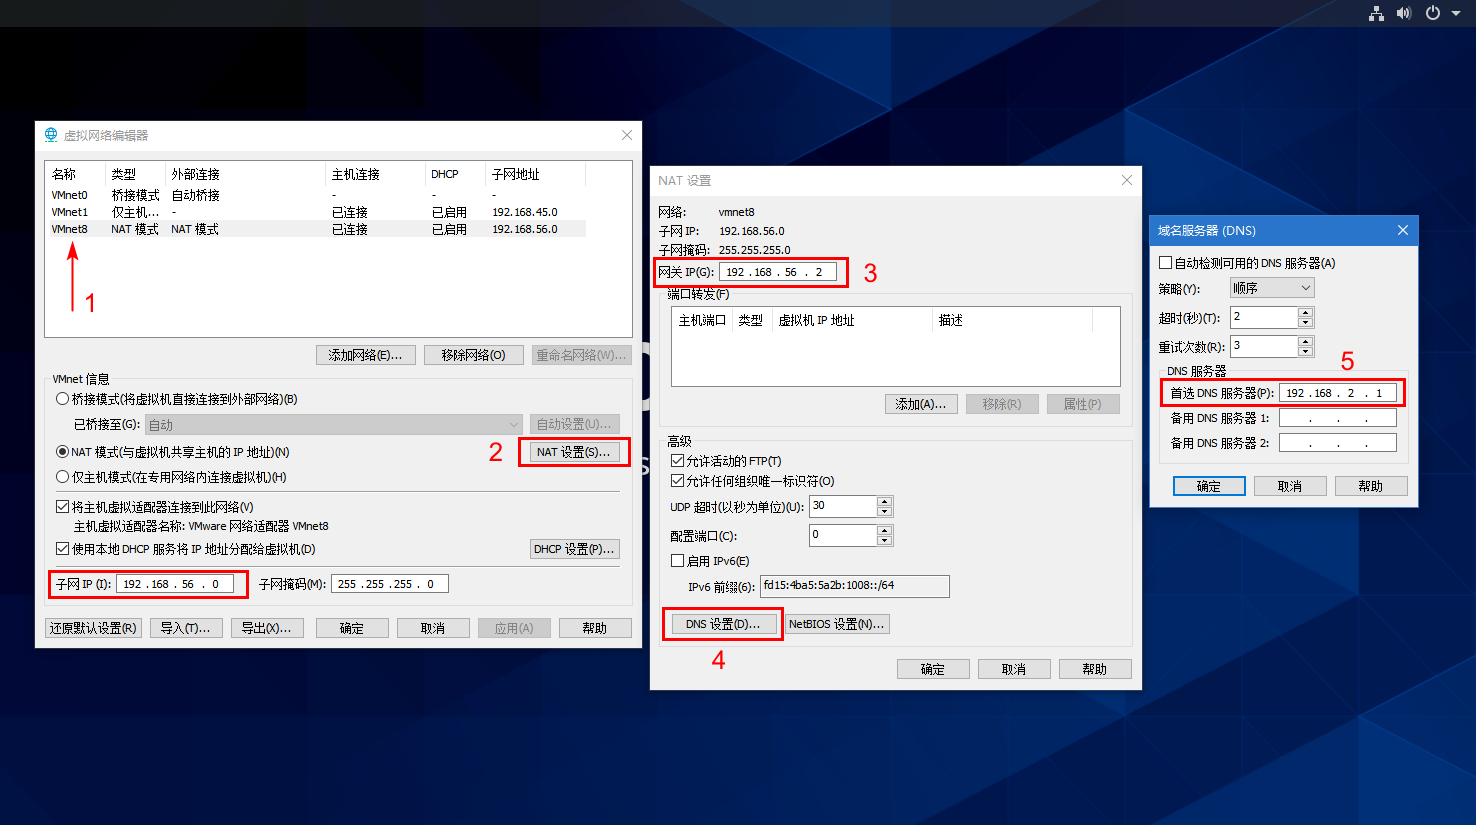 虚拟网络编辑器
名称 类型 外部连接 主机连接 DHCP 子网地址
VMnet0 桥接模式 自动桥接 - - -
VMnet1 仅主机... - 已连接 已启用 192.168.45.0
VMnet8 NAT 模式 NAT 模式 已连接 已启用 192.168.56.0
1
添加网络(E)... 移除网络(O) 重命名网络(W)...
VMnet 信息
桥接模式(将虚拟机直接连接到外部网络)(B)
已桥接至(G): 自动 自动设置(U)...
NAT 模式(与虚拟机共享主机的 IP 地址)(N) 2 NAT 设置(S)...
仅主机模式(在专用网络内连接虚拟机)(H)
将主机虚拟适配器连接到此网络(V)
主机虚拟适配器名称: VMware 网络适配器 VMnet8
使用本地 DHCP 服务将 IP 地址分配给虚拟机(D) DHCP 设置(P)...
子网 IP (I): 192 . 168 . 56 . 0 子网掩码(M): 255 . 255 . 255 . 0
还原默认设置(R) 导入(T)... 导出(X)... 确定 取消 应用(A) 帮助
NAT 设置
网络: vmnet8
子网 IP: 192.168.56.0
子网掩码: 255.255.255.0
网关 IP(G): 192 . 168 . 56 . 2 3
端口转发(F)
主机端口 类型 虚拟机 IP 地址 描述
添加(A)... 移除(R) 属性(P)
高级
允许活动的 FTP(T)
允许任何组织唯一标识符(O)
UDP 超时(以秒为单位)(U): 30
配置端口(C): 0
启用 IPv6(E)
IPv6 前缀(6): fd15:4ba5:5a2b:1008::/64
DNS 设置(D)... NetBIOS 设置(N)...
4
确定 取消 帮助
域名服务器 (DNS)
自动检测可用的 DNS 服务器(A)
策略(Y): 顺序
超时(秒)(T): 2
重试次数(R): 3
5
DNS 服务器
首选 DNS 服务器(P): 192 . 168 . 2 . 1
备用 DNS 服务器 1: . . .
备用 DNS 服务器 2: . . .
确定 取消 帮助